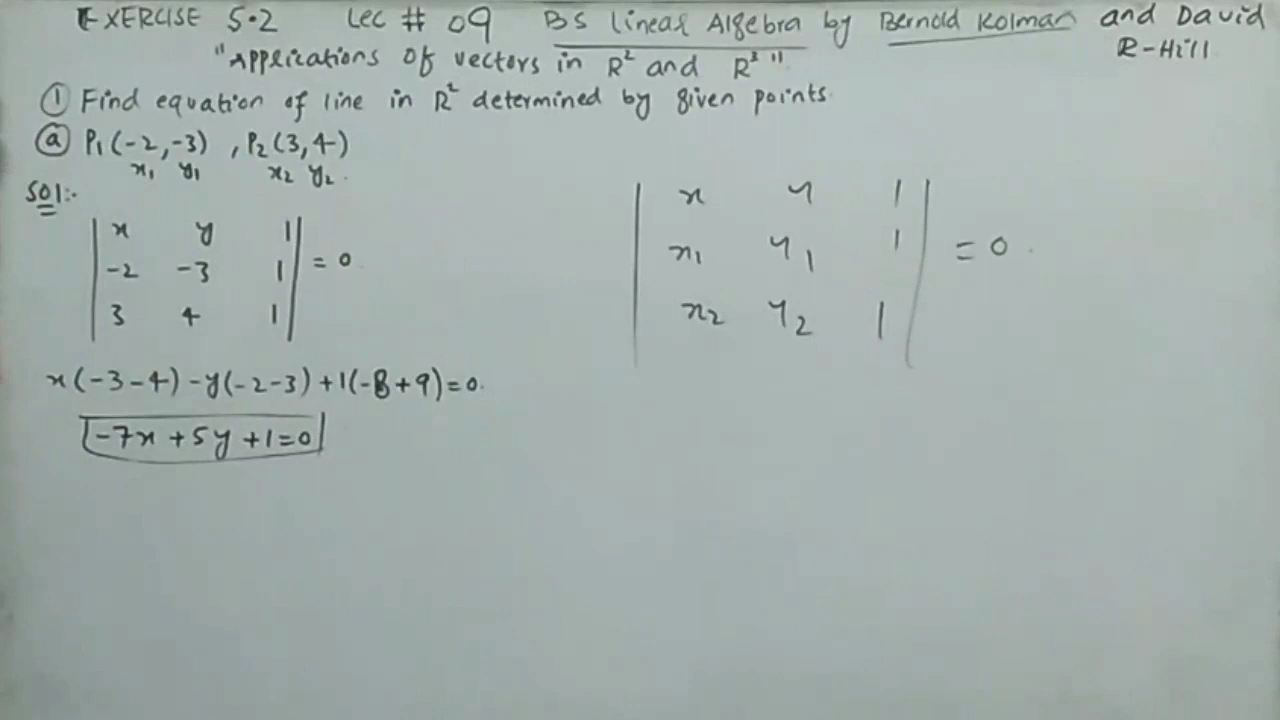 EXERCISE 5.2 Lec # 09 BS Linear Algebra by Bernold Kolman and David R-Hill
"Applications of vectors in R² and R³"
① Find equation of line in R² determined by given points.
ⓐ P₁(-2,-3) , P₂(3,4)
x₁ y₁ x₂ y₂.
Sol:-
| x y 1 |
| -2 -3 1 | = 0
| 3 4 1 |
x(-3-4) -y(-2-3) +1(-8+9)=0.
-7x +5y +1=0
| x y 1 |
| x₁ y₁ 1 | = 0.
| x₂ y₂ 1 |